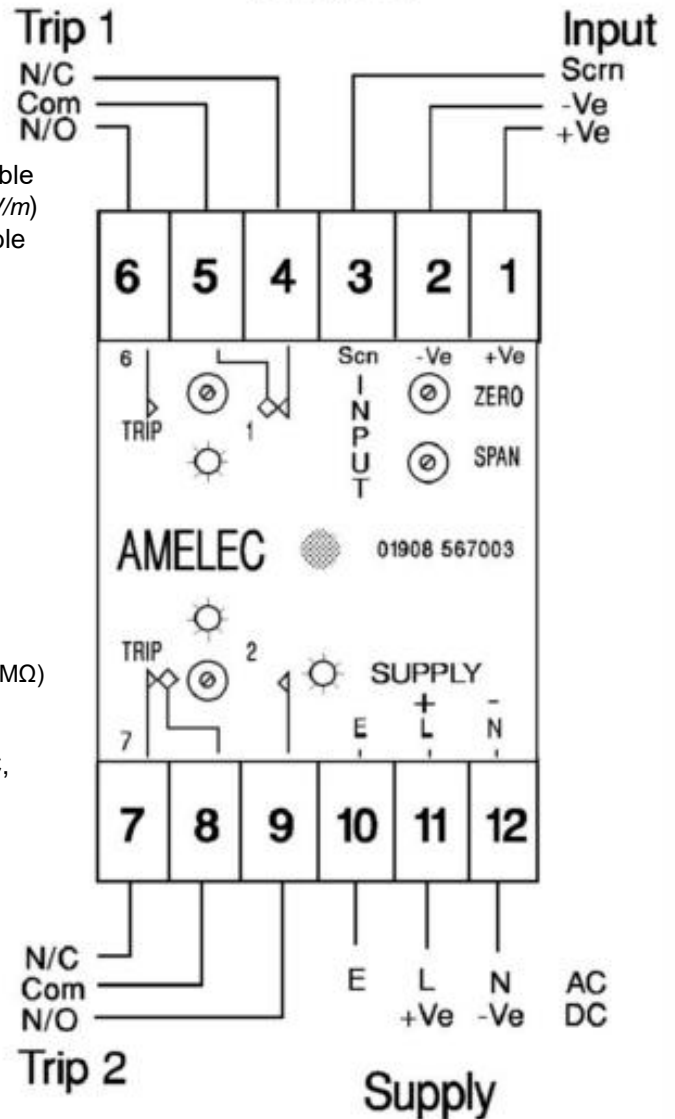 Trip 1
Input
N/C
Com
N/O
Scrn
-Ve
+Ve
6 5 4 3 2 1
6
TRIP
1
Scn -Ve +Ve
INPUT
ZERO
SPAN
AMELEC
01908 567003
TRIP
2
7
SUPPLY
+ -
E L N
MΩ)
7 8 9 10 11 12
N/C
Com
N/O
E L N AC
+Ve -Ve DC
Trip 2
Supply